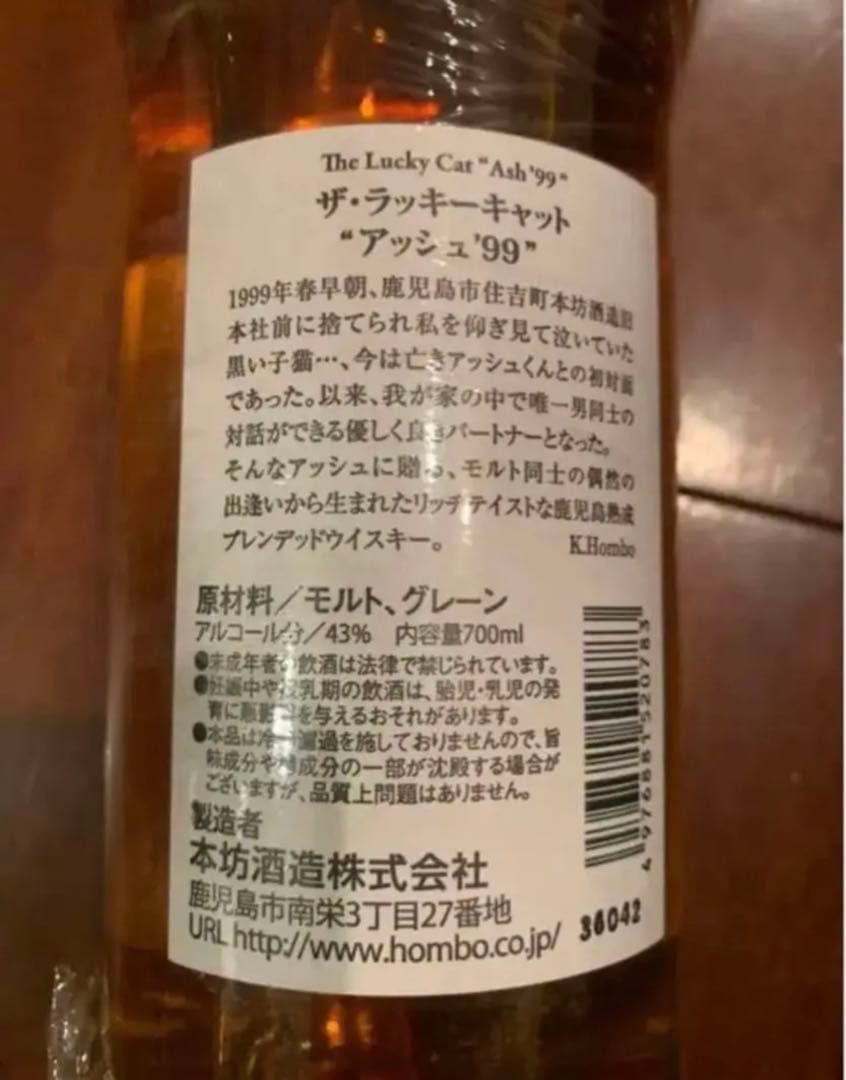 The Lucky Cat "Ash '99"
ザ・ラッキーキャット
"アッシュ'99"
1999年春早朝、鹿児島市住吉町本坊酒造旧
本社前に捨てられ私を仰ぎ見て泣いていた
黒い子猫…、今は亡きアッシュくんとの初対面
であった。以来、我が家の中で唯一男同士の
対話ができる優しく良きパートナーとなった。
そんなアッシュに贈る、モルト同士の偶然の
出逢いから生まれたリッチテイストな鹿児島熟成
ブレンデッドウイスキー。 K.Hombo
原材料／モルト、グレーン
アルコール分／43% 内容量700ml
●未成年者の飲酒は法律で禁じられています。
●妊娠中や授乳期の飲酒は、胎児・乳児の発
育に悪影響を与えるおそれがあります。
●本品は冷却濾過を施しておりませんので、旨
味成分や樽成分の一部が沈殿する場合が
ございますが、品質上問題はありません。
製造者
本坊酒造株式会社
鹿児島市南栄3丁目27番地
URL http://www.hombo.co.jp/
4976881520783
36042